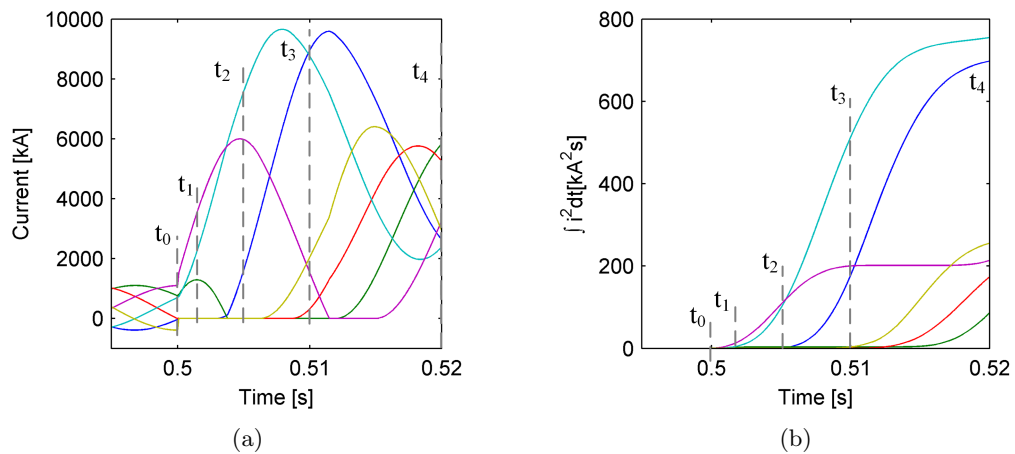 10000
8000
6000
4000
2000
0
Current [kA]
t0
t1
t2
t3
t4
0.5
0.51
0.52
Time [s]
(a)
800
600
400
200
0
∫ i²dt[kA²s]
t0
t1
t2
t3
t4
0.5
0.51
0.52
Time [s]
(b)